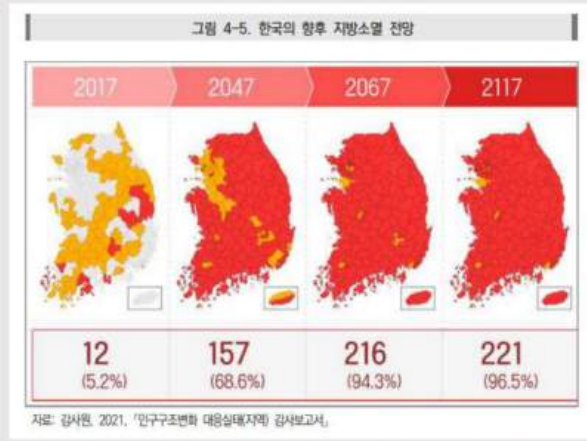 그림 4-5. 한국의 향후 지방소멸 전망
2017 2047 2067 2117
12 157 216 221
(5.2%) (68.6%) (94.3%) (96.5%)
자료: 감사원, 2021, 「인구구조변화 대응실태(지역) 감사보고서」